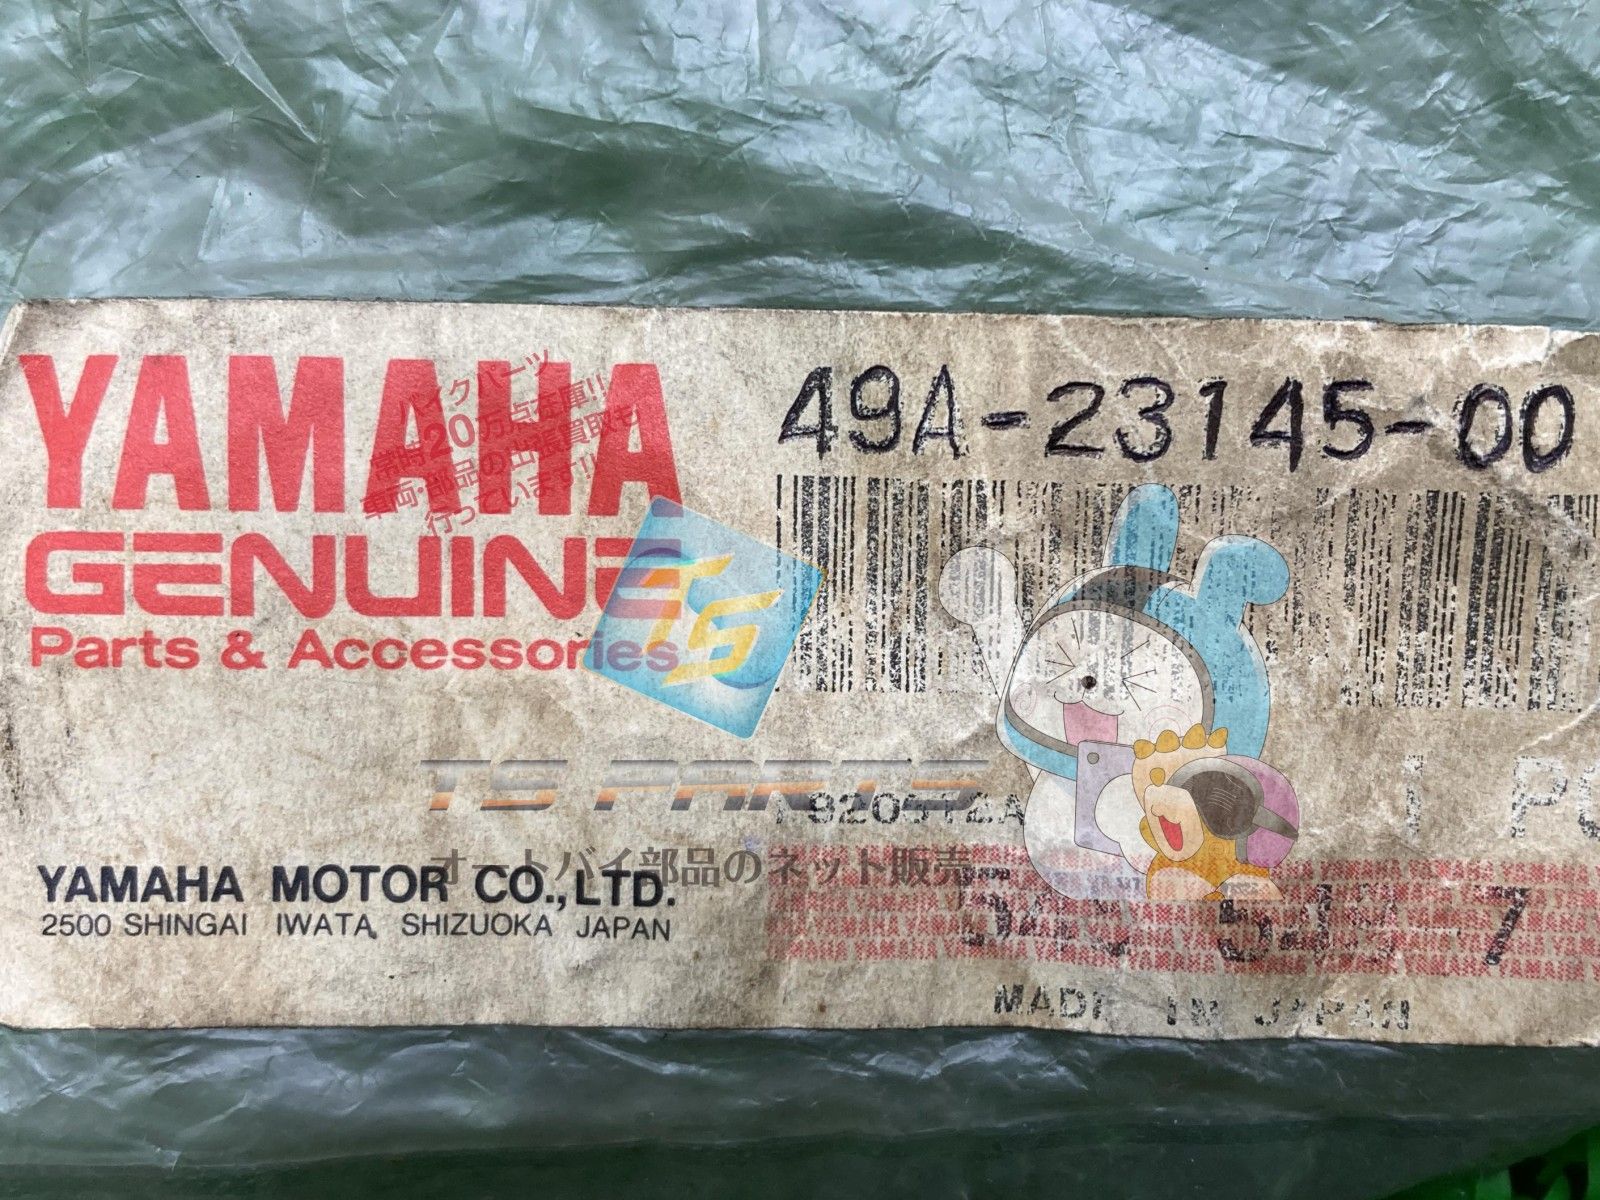 YAMAHA
GENUINE
Parts & Accessories
49A-23145-00
バイクパーツ
常時20万点在庫!!
車両・部品の出張買取も
行っています!!
TS
TS PARTS
オートバイ部品のネット販売
1 PC
YAMAHA MOTOR CO., LTD.
2500 SHINGAI IWATA, SHIZUOKA JAPAN
MADE IN JAPAN